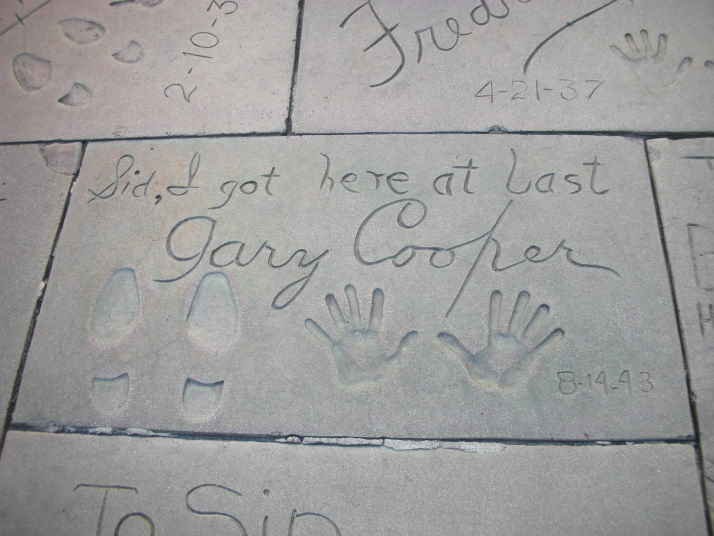 2-10-3
Fred
4-21-37
Sid, I got here at last
Gary Cooper
8-14-43
To Sid